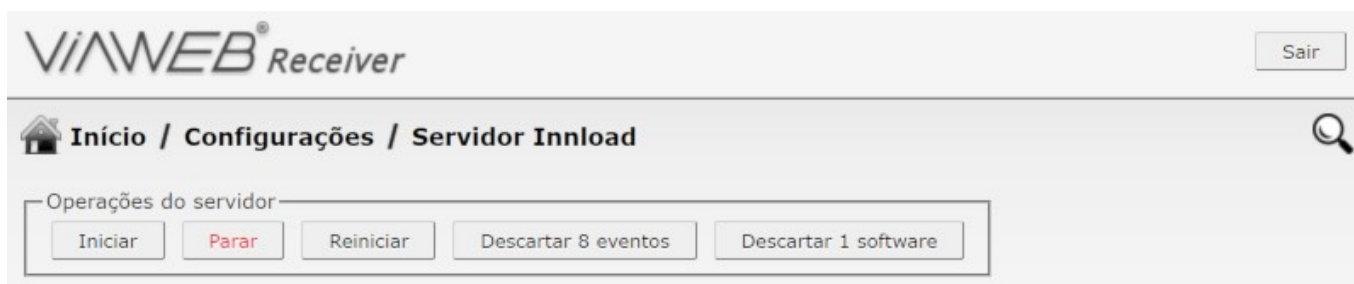 ViAWEB® Receiver
Sair
Início / Configurações / Servidor Innload
Operações do servidor
Iniciar Parar Reiniciar Descartar 8 eventos Descartar 1 software